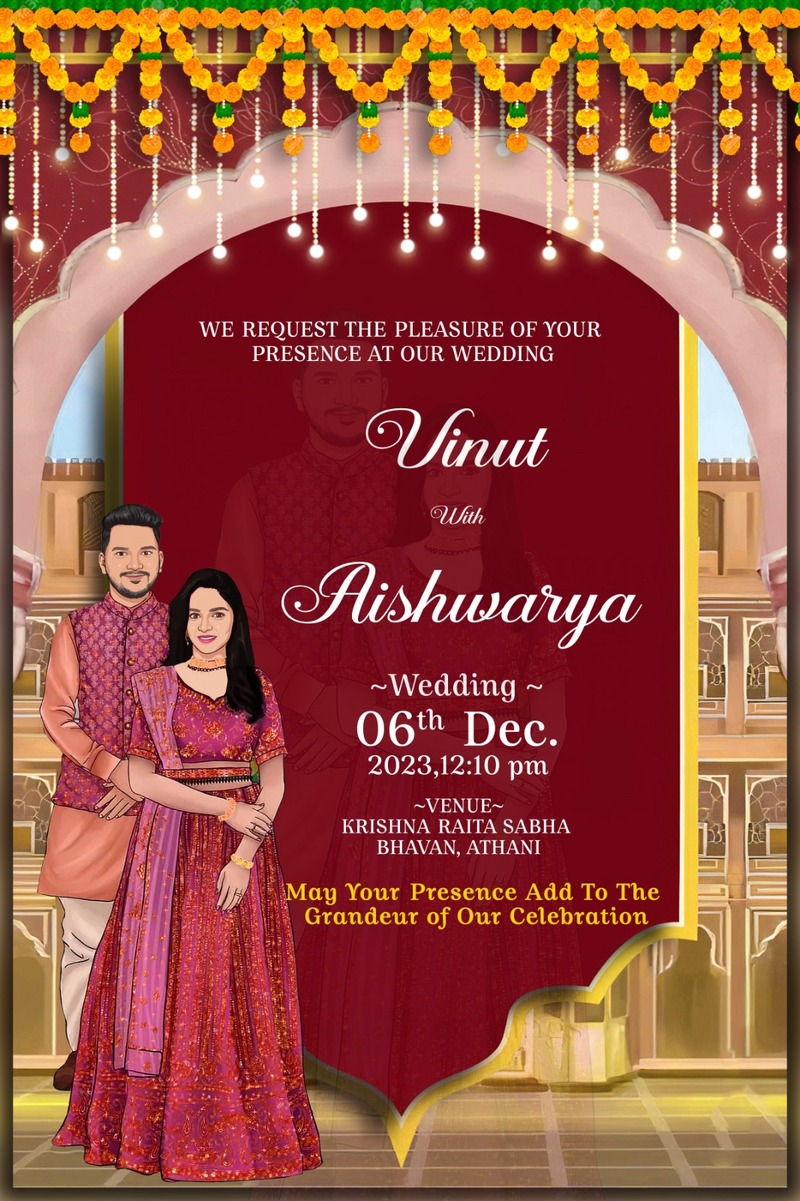 WE REQUEST THE PLEASURE OF YOUR
PRESENCE AT OUR WEDDING
Vinut
With
Aishwarya
~Wedding ~
06th Dec.
2023,12:10 pm
~VENUE~
KRISHNA RAITA SABHA
BHAVAN, ATHANI
May Your Presence Add To The
Grandeur of Our Celebration